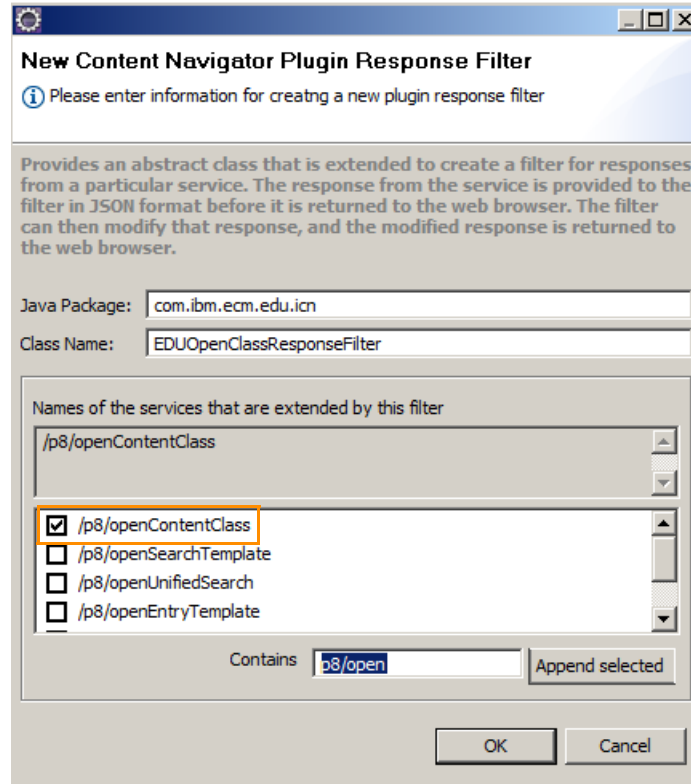 New Content Navigator Plugin Response Filter
Please enter information for creatng a new plugin response filter
Provides an abstract class that is extended to create a filter for responses
from a particular service. The response from the service is provided to the
filter in JSON format before it is returned to the web browser. The filter
can then modify that response, and the modified response is returned to
the web browser.
Java Package: com.ibm.ecm.edu.icn
Class Name: EDUOpenClassResponseFilter
Names of the services that are extended by this filter
/p8/openContentClass
/p8/openContentClass
/p8/openSearchTemplate
/p8/openUnifiedSearch
/p8/openEntryTemplate
Contains p8/open Append selected
OK Cancel